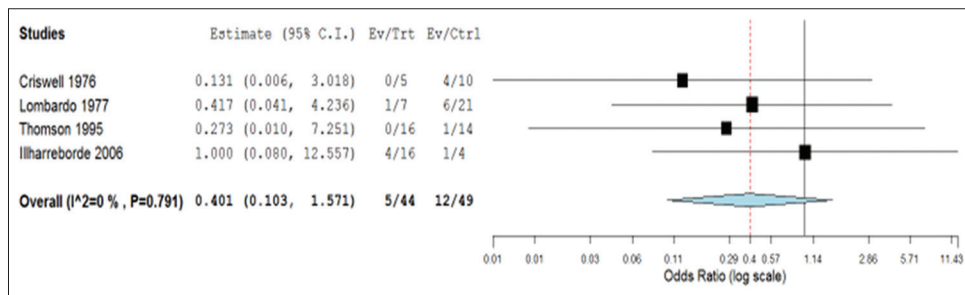 Studies Estimate (95% C.I.) Ev/Trt Ev/Ctrl
Criswell 1976 0.131 (0.006, 3.018) 0/5 4/10
Lombardo 1977 0.417 (0.041, 4.236) 1/7 6/21
Thomson 1995 0.273 (0.010, 7.251) 0/16 1/14
Illharreborde 2006 1.000 (0.080, 12.557) 4/16 1/4
Overall (I^2=0 % , P=0.791) 0.401 (0.103, 1.571) 5/44 12/49
0.01 0.01 0.03 0.06 0.11 0.29 0.4 0.57 1.14 2.86 5.71 11.43
Odds Ratio (log scale)